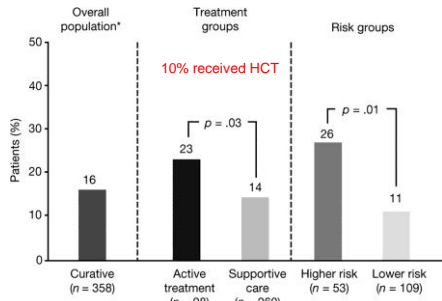 Overall
population*
Treatment
groups
Risk groups
50
40
30
20
10
0
Patients (%)
10% received HCT
p = .03
p = .01
16
23
14
26
11
Curative
(n = 358)
Active
treatment
Supportive
care
Higher risk
(n = 53)
Lower risk
(n = 109)